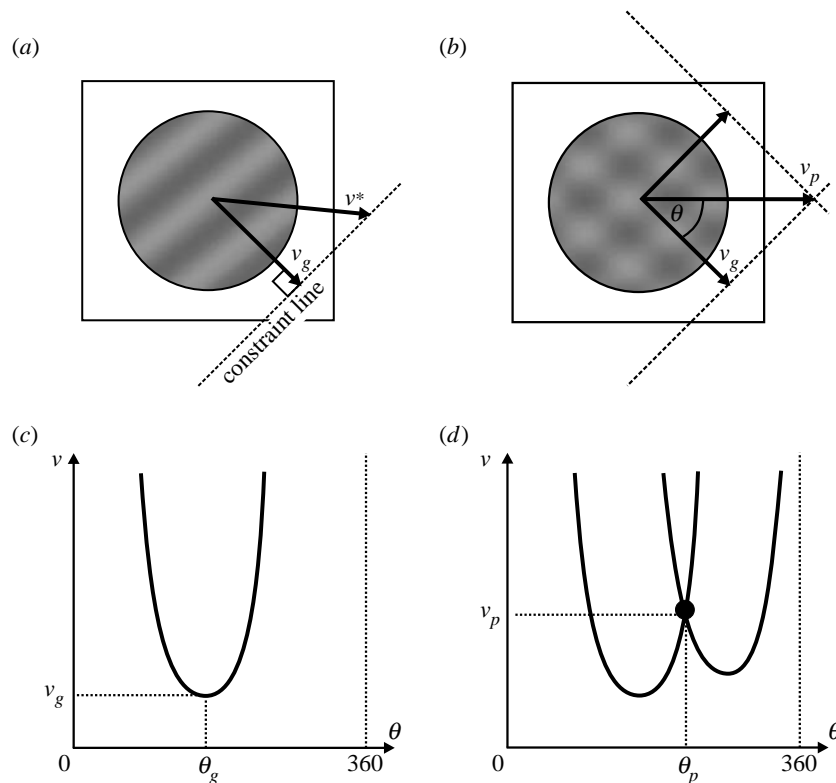 (a)
v*
v_g
constraint line
(b)
v_p
θ
v_g
(c)
v
v_g
0
θ_g
360
θ
(d)
v
v_p
0
θ_p
360
θ